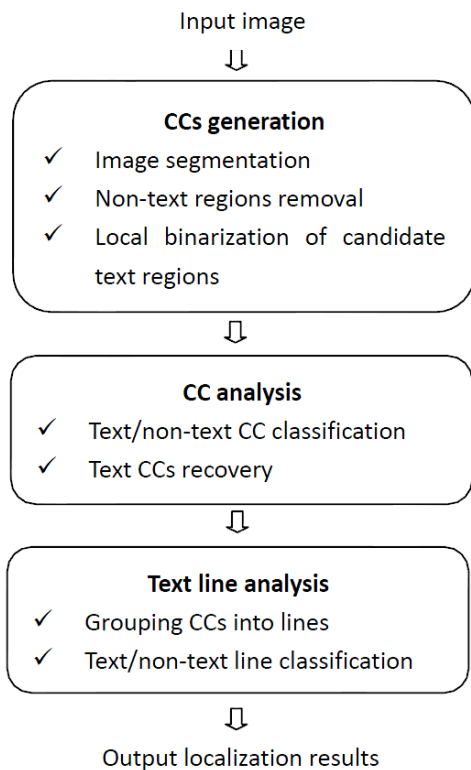 Input image
CCs generation
✓ Image segmentation
✓ Non-text regions removal
✓ Local binarization of candidate
text regions
CC analysis
✓ Text/non-text CC classification
✓ Text CCs recovery
Text line analysis
✓ Grouping CCs into lines
✓ Text/non-text line classification
Output localization results